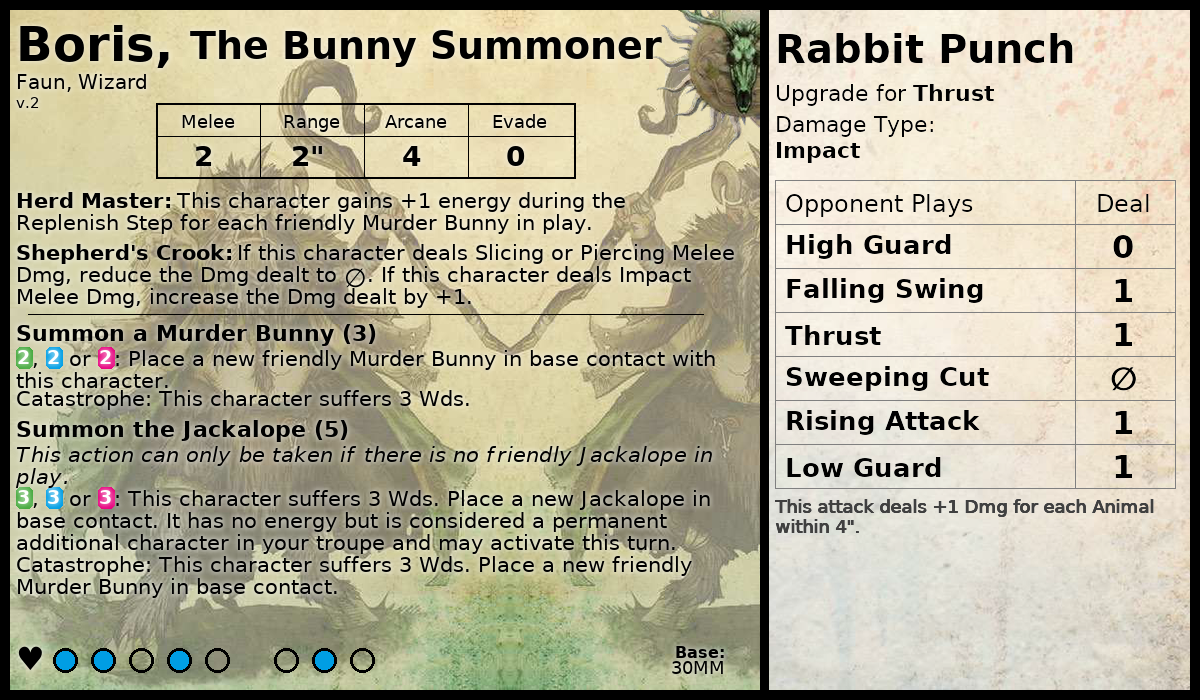 Boris, The Bunny Summoner
Faun, Wizard
v.2
Melee Range Arcane Evade
2 2" 4 0
Herd Master: This character gains +1 energy during the
Replenish Step for each friendly Murder Bunny in play.
Shepherd's Crook: If this character deals Slicing or Piercing Melee
Dmg, reduce the Dmg dealt to ∅. If this character deals Impact
Melee Dmg, increase the Dmg dealt by +1.
Summon a Murder Bunny (3)
2, 2 or 2: Place a new friendly Murder Bunny in base contact with
this character.
Catastrophe: This character suffers 3 Wds.
Summon the Jackalope (5)
This action can only be taken if there is no friendly Jackalope in
play.
3, 3 or 3: This character suffers 3 Wds. Place a new Jackalope in
base contact. It has no energy but is considered a permanent
additional character in your troupe and may activate this turn.
Catastrophe: This character suffers 3 Wds. Place a new friendly
Murder Bunny in base contact.
Base:
30MM
Rabbit Punch
Upgrade for Thrust
Damage Type:
Impact
Opponent Plays Deal
High Guard 0
Falling Swing 1
Thrust 1
Sweeping Cut ∅
Rising Attack 1
Low Guard 1
This attack deals +1 Dmg for each Animal
within 4".